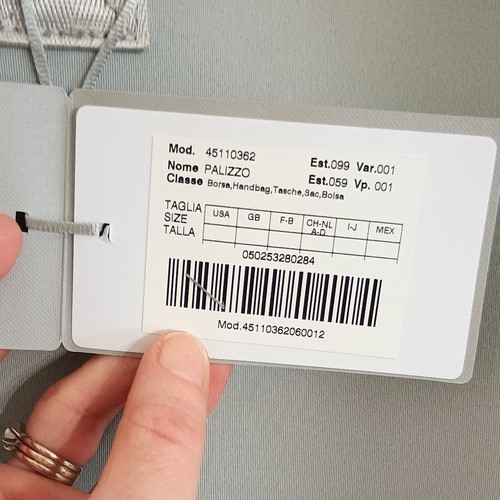 Mod. 45110362
Est.099 Var.001
Nome PALIZZO
Est.059 Vp. 001
Classe Borsa,Handbag,Tasche,Sac,Bolsa
TAGLIA
SIZE
TALLA
USA GB F-B CH-NL A-D I-J MEX
050253280284
Mod.45110362060012